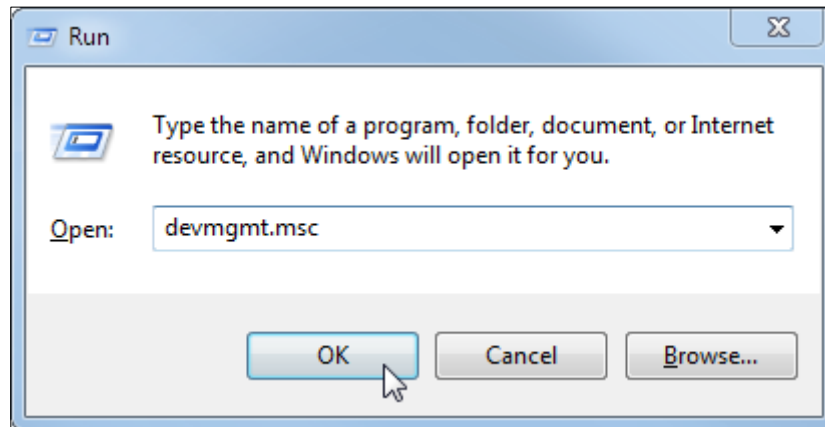 Run
Type the name of a program, folder, document, or Internet
resource, and Windows will open it for you.
Open: devmgmt.msc
OK Cancel Browse...